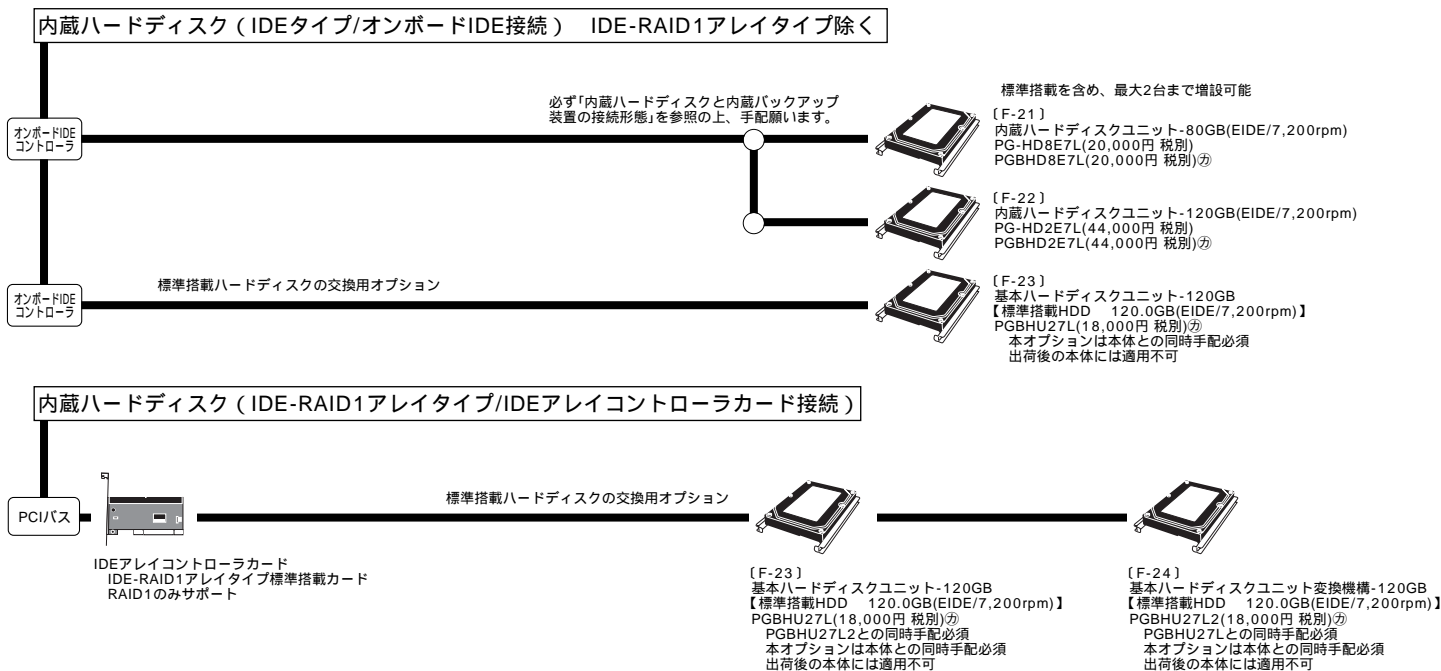 内蔵ハードディスク（IDEタイプ/オンボードIDE接続）　IDE-RAID1アレイタイプ除く
標準搭載を含め、最大2台まで増設可能
必ず｢内蔵ハードディスクと内蔵バックアップ
装置の接続形態｣を参照の上、手配願います。
オンボードIDE
コントローラ
〔F-21〕
内蔵ハードディスクユニット-80GB(EIDE/7,200rpm)
PG-HD8E7L(20,000円 税別)
PGBHD8E7L(20,000円 税別)㋕
〔F-22〕
内蔵ハードディスクユニット-120GB(EIDE/7,200rpm)
PG-HD2E7L(44,000円 税別)
PGBHD2E7L(44,000円 税別)㋕
オンボードIDE
コントローラ
標準搭載ハードディスクの交換用オプション
〔F-23〕
基本ハードディスクユニット-120GB
【標準搭載HDD　120.0GB(EIDE/7,200rpm)】
PGBHU27L(18,000円 税別)㋕
本オプションは本体との同時手配必須
出荷後の本体には適用不可
内蔵ハードディスク（IDE-RAID1アレイタイプ/IDEアレイコントローラカード接続）
PCIバス
標準搭載ハードディスクの交換用オプション
IDEアレイコントローラカード
IDE-RAID1アレイタイプ標準搭載カード
RAID1のみサポート
〔F-23〕
基本ハードディスクユニット-120GB
【標準搭載HDD　120.0GB(EIDE/7,200rpm)】
PGBHU27L(18,000円 税別)㋕
PGBHU27L2との同時手配必須
本オプションは本体との同時手配必須
出荷後の本体には適用不可
〔F-24〕
基本ハードディスクユニット変換機構-120GB
【標準搭載HDD　120.0GB(EIDE/7,200rpm)】
PGBHU27L2(18,000円 税別)㋕
PGBHU27Lとの同時手配必須
本オプションは本体との同時手配必須
出荷後の本体には適用不可